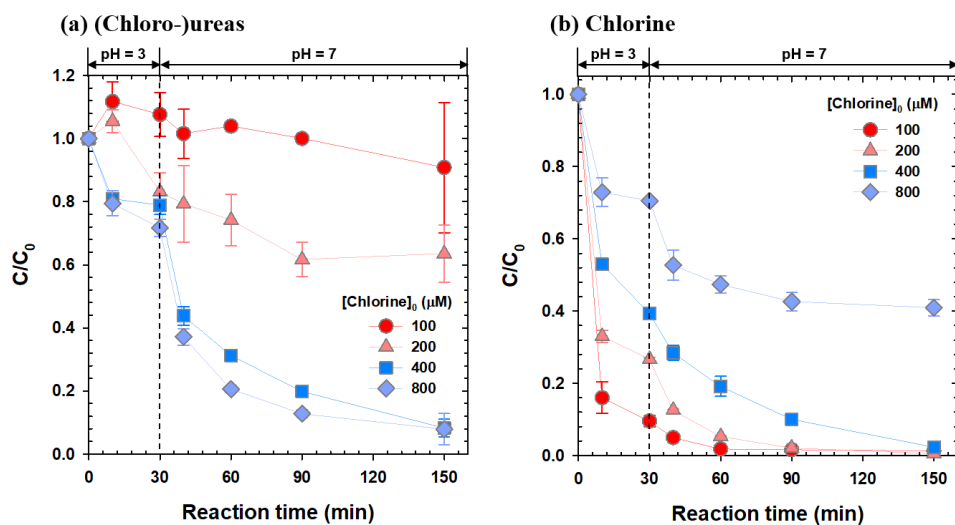 (a) (Chloro-)ureas
pH = 3
pH = 7
1.2
1.0
0.8
0.6
0.4
0.2
0.0
C/C₀
[Chlorine]₀ (µM)
100
200
400
800
0
30
60
90
120
150
Reaction time (min)
(b) Chlorine
pH = 3
pH = 7
1.0
0.8
0.6
0.4
0.2
0.0
C/C₀
[Chlorine]₀ (µM)
100
200
400
800
0
30
60
90
120
150
Reaction time (min)